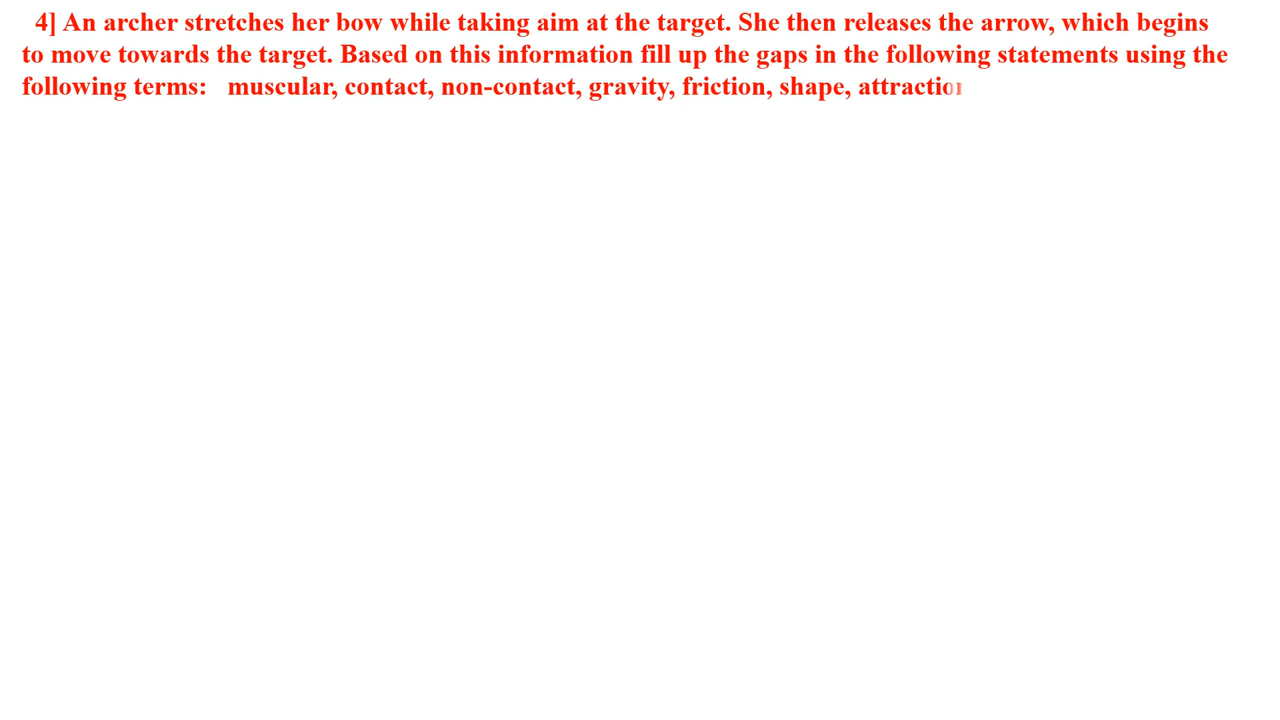 4] An archer stretches her bow while taking aim at the target. She then releases the arrow, which begins
to move towards the target. Based on this information fill up the gaps in the following statements using the
following terms: muscular, contact, non-contact, gravity, friction, shape, attraction